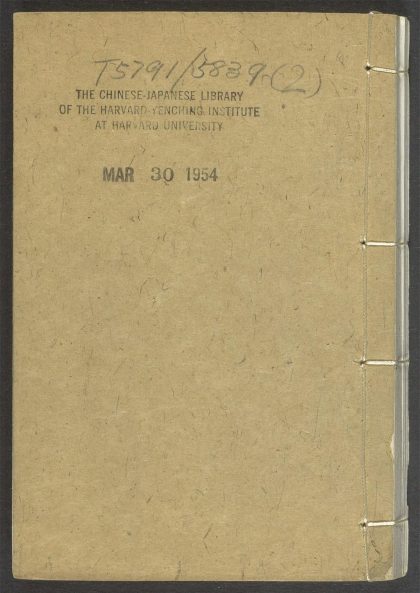 T5791/5839 (2)
THE CHINESE-JAPANESE LIBRARY
OF THE HARVARD-YENCHING INSTITUTE
AT HARVARD UNIVERSITY
MAR 30 1954